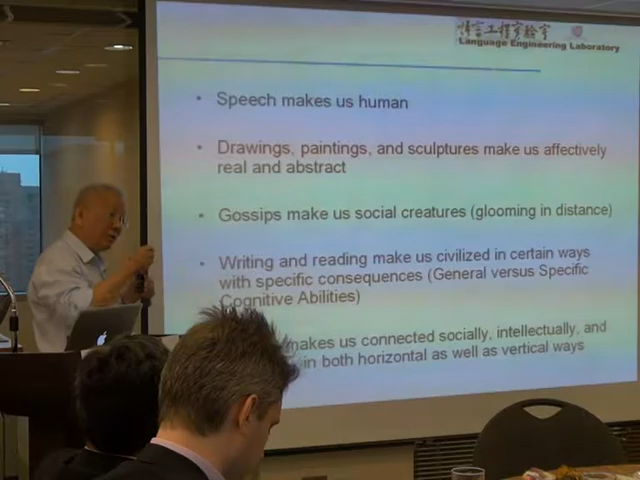 語言工程實驗室
Language Engineering Laboratory
• Speech makes us human
• Drawings, paintings, and sculptures make us affectively
real and abstract
• Gossips make us social creatures (glooming in distance)
• Writing and reading make us civilized in certain ways
with specific consequences (General versus Specific
Cognitive Abilities)
makes us connected socially, intellectually, and
in both horizontal as well as vertical ways